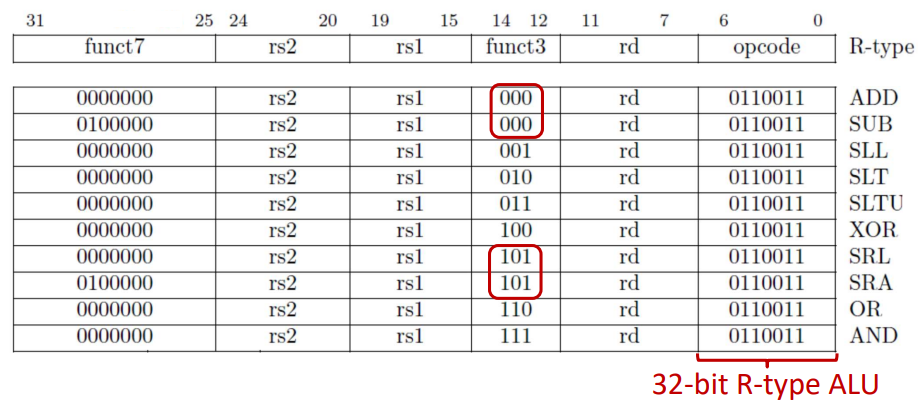 31 25 24 20 19 15 14 12 11 7 6 0
funct7 rs2 rs1 funct3 rd opcode R-type
0000000 rs2 rs1 000 rd 0110011 ADD
0100000 rs2 rs1 000 rd 0110011 SUB
0000000 rs2 rs1 001 rd 0110011 SLL
0000000 rs2 rs1 010 rd 0110011 SLT
0000000 rs2 rs1 011 rd 0110011 SLTU
0000000 rs2 rs1 100 rd 0110011 XOR
0000000 rs2 rs1 101 rd 0110011 SRL
0100000 rs2 rs1 101 rd 0110011 SRA
0000000 rs2 rs1 110 rd 0110011 OR
0000000 rs2 rs1 111 rd 0110011 AND
32-bit R-type ALU